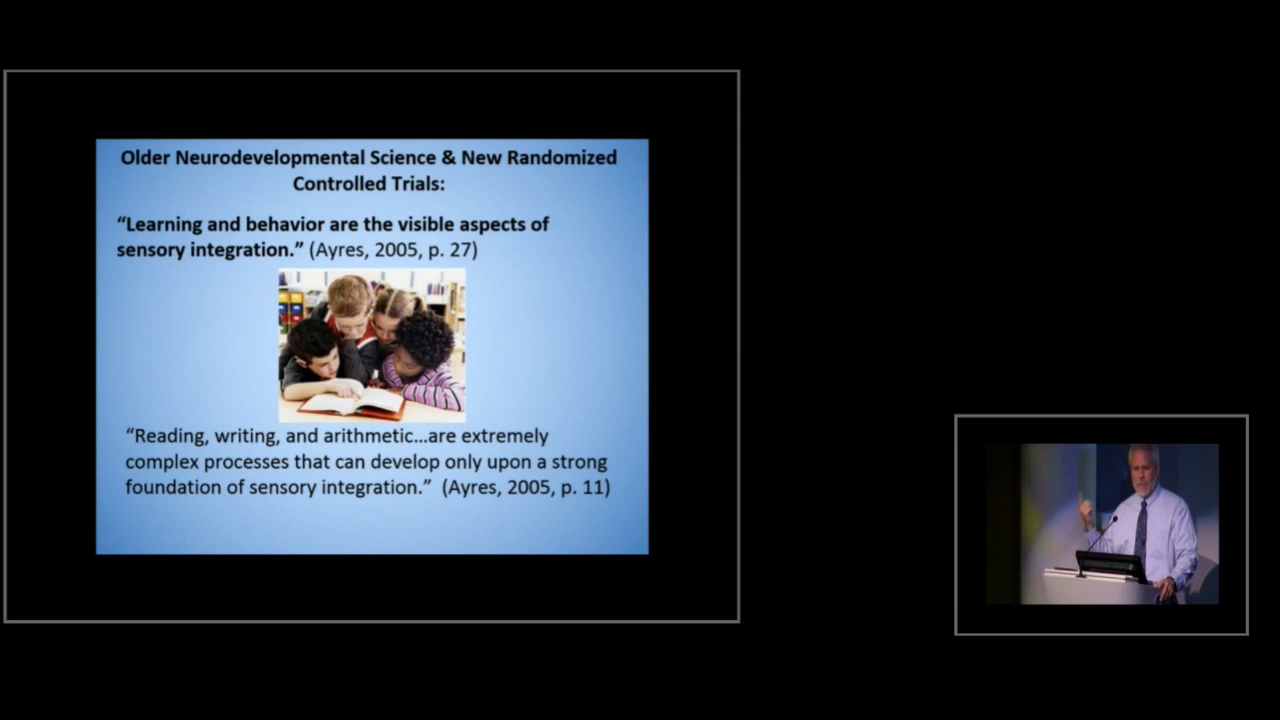 Older Neurodevelopmental Science & New Randomized
Controlled Trials:
“Learning and behavior are the visible aspects of
sensory integration.” (Ayres, 2005, p. 27)
“Reading, writing, and arithmetic...are extremely
complex processes that can develop only upon a strong
foundation of sensory integration.” (Ayres, 2005, p. 11)